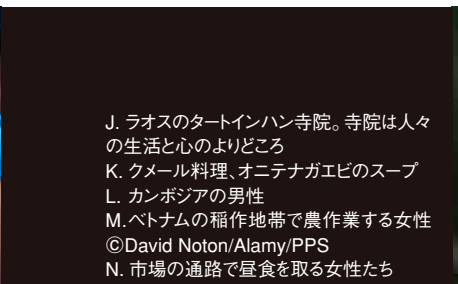 J. ラオスのタートインハン寺院。寺院は人々
の生活と心のよりどころ
K. クメール料理、オニテナガエビのスープ
L. カンボジアの男性
M.ベトナムの稲作地帯で農作業する女性
©David Noton/Alamy/PPS
N. 市場の通路で昼食を取る女性たち